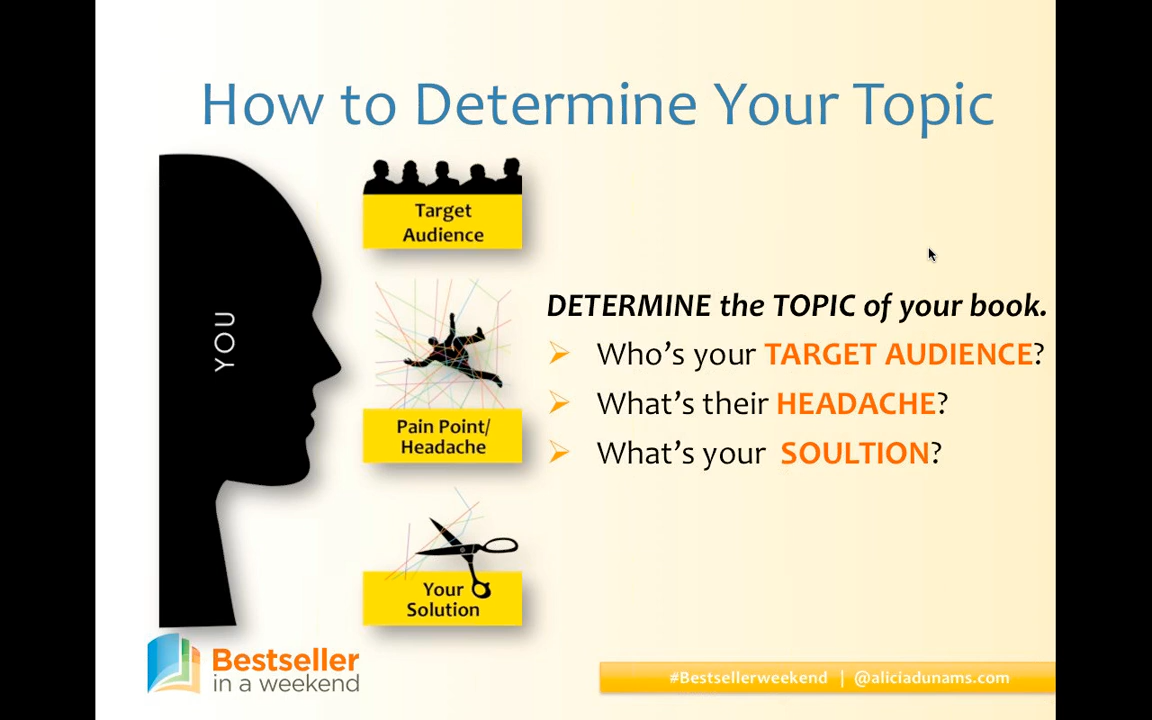 How to Determine Your Topic
YOU
Target
Audience
Pain Point/
Headache
Your
Solution
DETERMINE the TOPIC of your book.
Who's your TARGET AUDIENCE?
What's their HEADACHE?
What's your SOULTION?
Bestseller
in a weekend
#Bestsellerweekend | @aliciadunams.com